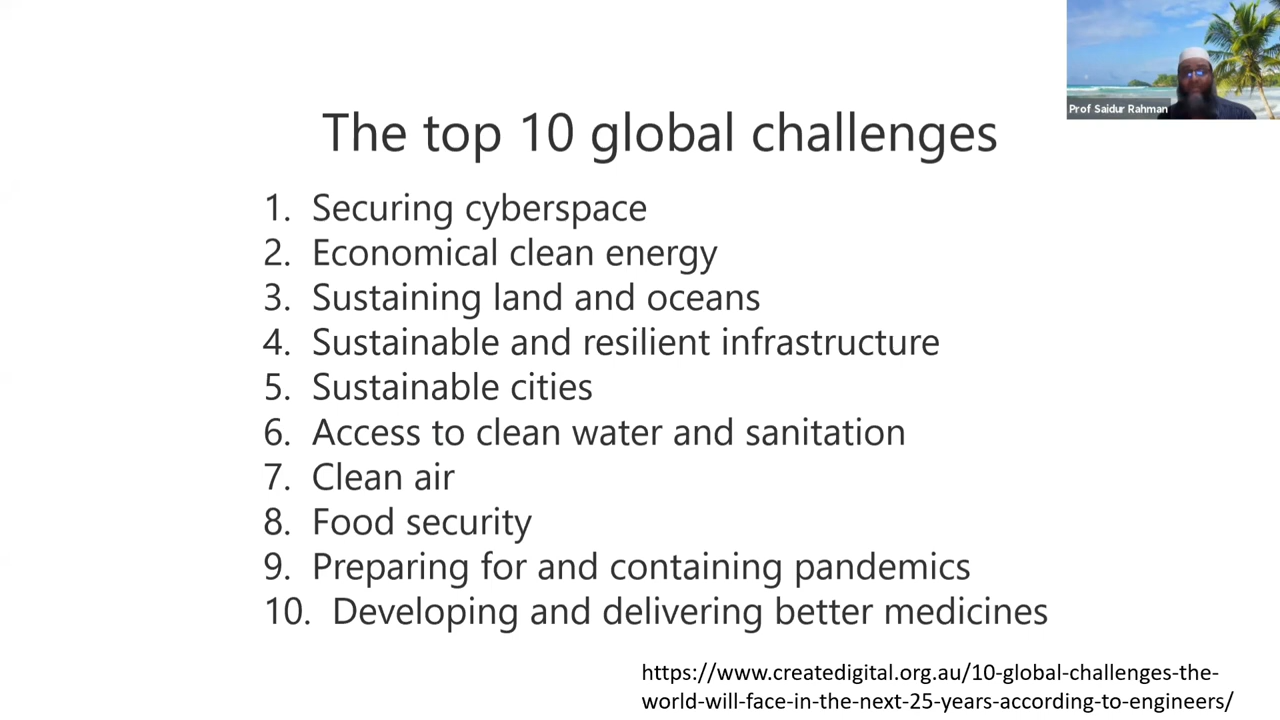 Prof Saidur Rahman
The top 10 global challenges
1. Securing cyberspace
2. Economical clean energy
3. Sustaining land and oceans
4. Sustainable and resilient infrastructure
5. Sustainable cities
6. Access to clean water and sanitation
7. Clean air
8. Food security
9. Preparing for and containing pandemics
10. Developing and delivering better medicines
https://www.createdigital.org.au/10-global-challenges-the-
world-will-face-in-the-next-25-years-according-to-engineers/